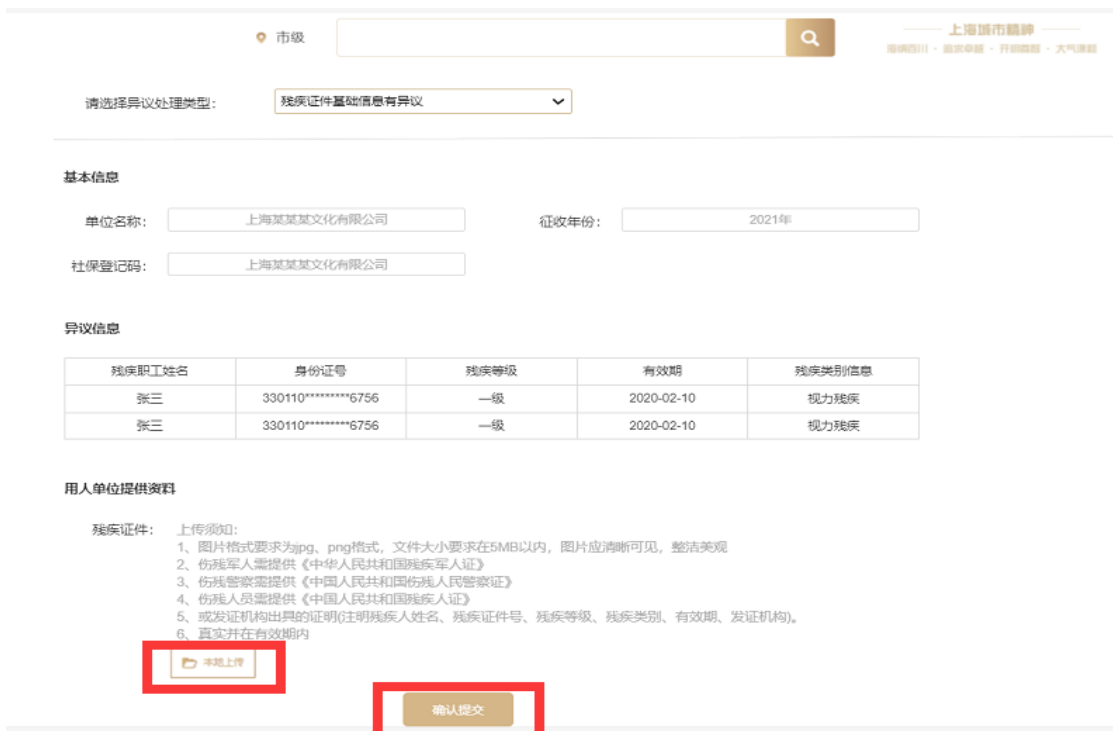 市级
上海城市精神
海纳百川 · 追求卓越 · 开明睿智 · 大气谦和
请选择异议处理类型: 残疾证件基础信息有异议
基本信息
单位名称: 上海某某某文化有限公司 征收年份: 2021年
社保登记码: 上海某某某文化有限公司
异议信息
残疾职工姓名 身份证号 残疾等级 有效期 残疾类别信息
张三 330110*********6756 一级 2020-02-10 视力残疾
张三 330110*********6756 一级 2020-02-10 视力残疾
用人单位提供资料
残疾证件: 上传须知:
1、图片格式要求为jpg、png格式，文件大小要求在5MB以内，图片应清晰可见，整洁美观
2、伤残军人需提供《中华人民共和国残疾军人证》
3、伤残警察需提供《中国人民共和国伤残人民警察证》
4、伤残人员需提供《中国人民共和国残疾人证》
5、或发证机构出具的证明(注明残疾人姓名、残疾证件号、残疾等级、残疾类别、有效期、发证机构)。
6、真实并在有效期内
本地上传
确认提交